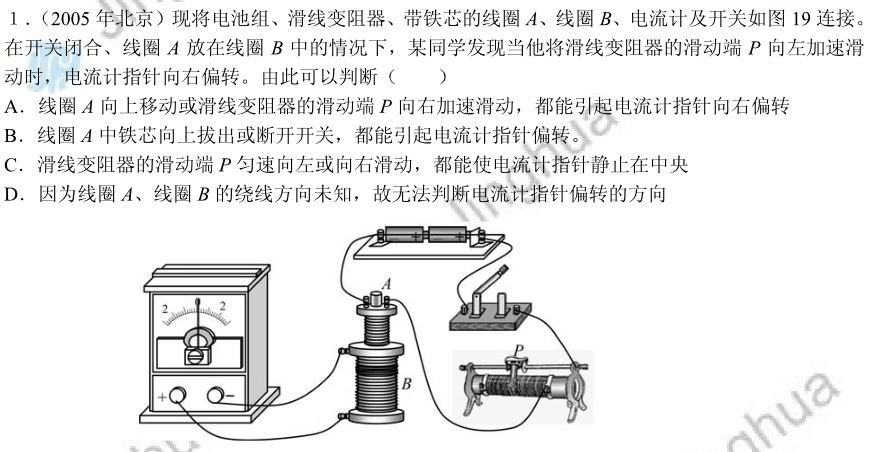 1．（2005 年北京）现将电池组、滑线变阻器、带铁芯的线圈 A、线圈 B、电流计及开关如图 19 连接。
在开关闭合、线圈 A 放在线圈 B 中的情况下，某同学发现当他将滑线变阻器的滑动端 P 向左加速滑
动时，电流计指针向右偏转。由此可以判断（　　）
A．线圈 A 向上移动或滑线变阻器的滑动端 P 向右加速滑动，都能引起电流计指针向右偏转
B．线圈 A 中铁芯向上拔出或断开开关，都能引起电流计指针偏转。
C．滑线变阻器的滑动端 P 匀速向左或向右滑动，都能使电流计指针静止在中央
D．因为线圈 A、线圈 B 的绕线方向未知，故无法判断电流计指针偏转的方向
+ − + −
A
2 0 2
P
B
+ −
jinghua
jinghua